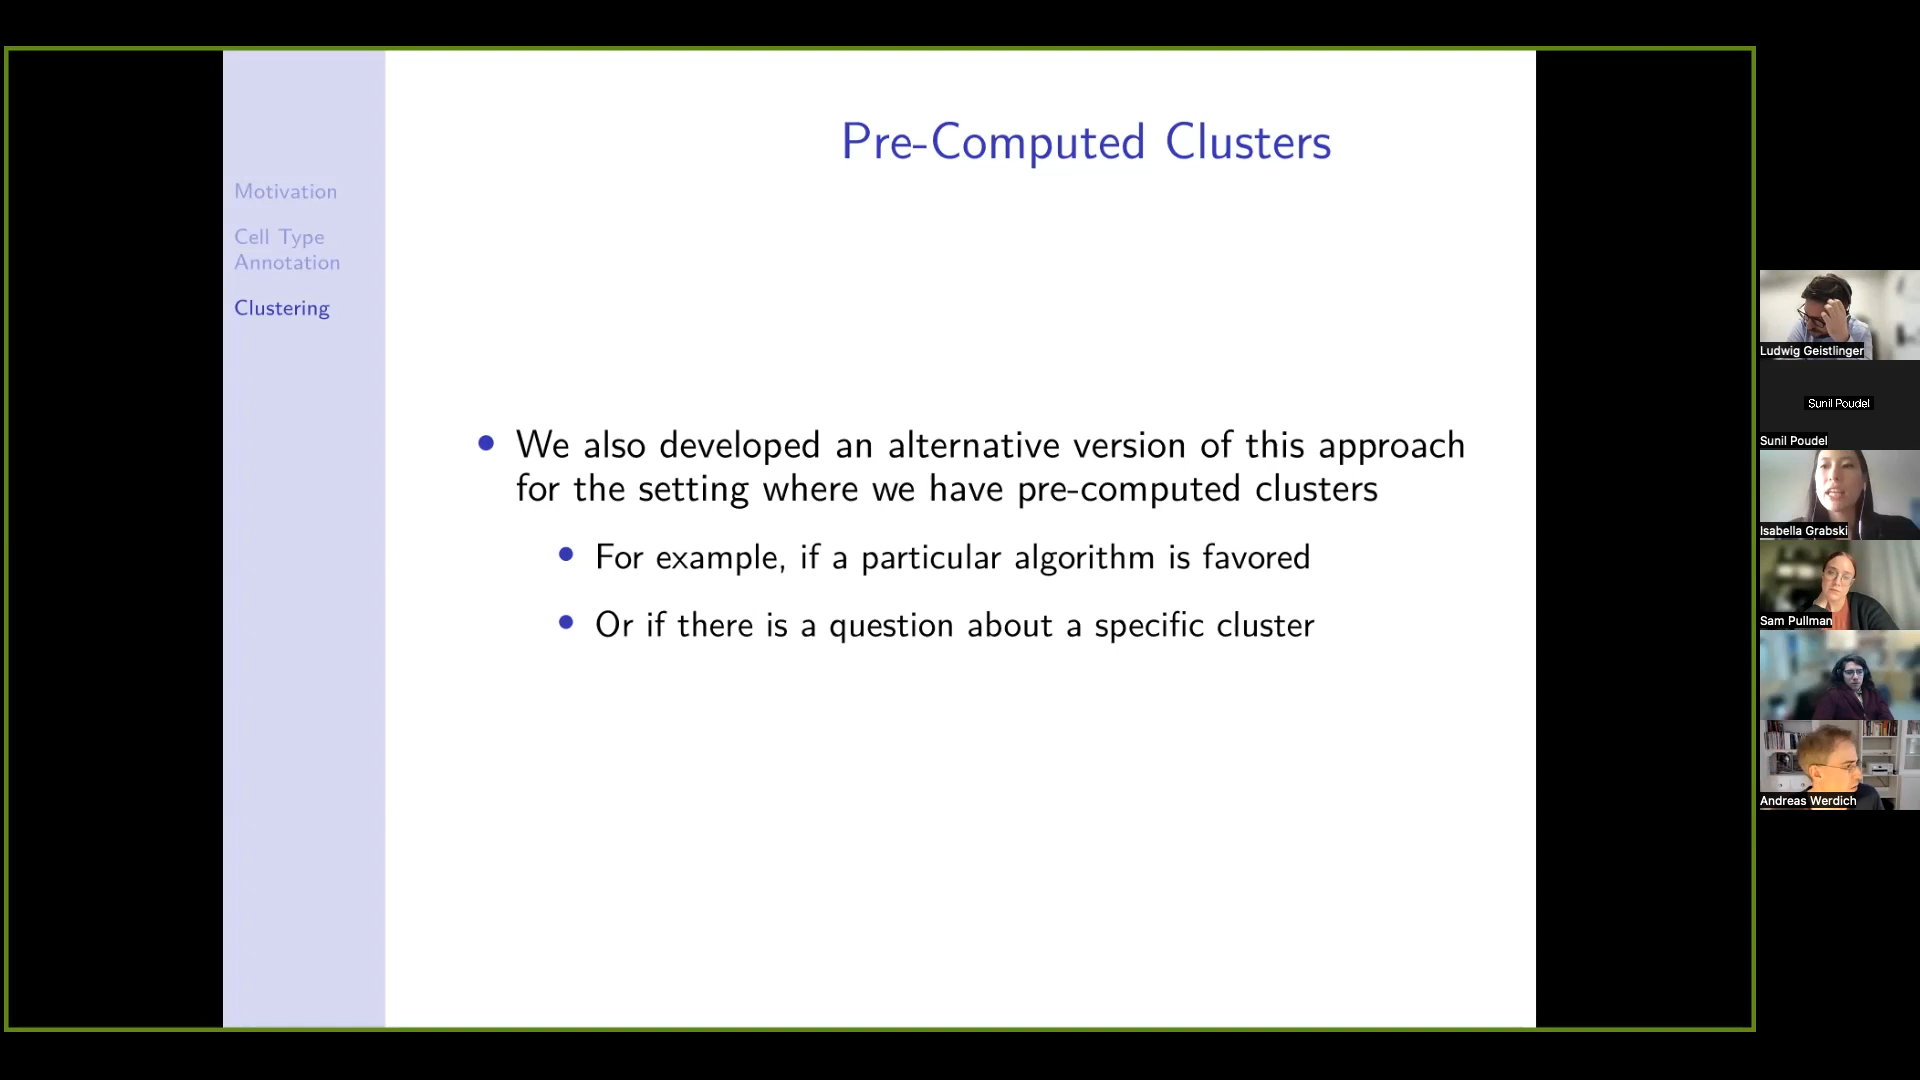 Pre-Computed Clusters
Motivation
Cell Type
Annotation
Clustering
We also developed an alternative version of this approach
for the setting where we have pre-computed clusters
For example, if a particular algorithm is favored
Or if there is a question about a specific cluster
Ludwig Geistlinger
Sunil Poudel
Sunil Poudel
Isabella Grabski
Sam Pullman
Andreas Werdich